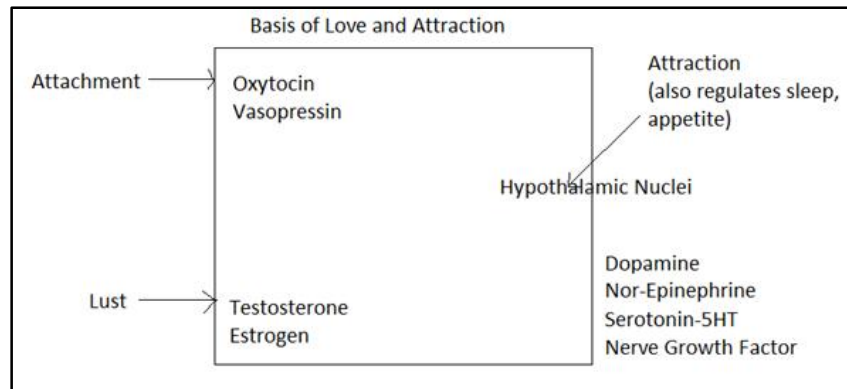 Basis of Love and Attraction
Attachment
Oxytocin
Vasopressin
Attraction
(also regulates sleep,
appetite)
Hypothalamic Nuclei
Lust
Testosterone
Estrogen
Dopamine
Nor-Epinephrine
Serotonin-5HT
Nerve Growth Factor